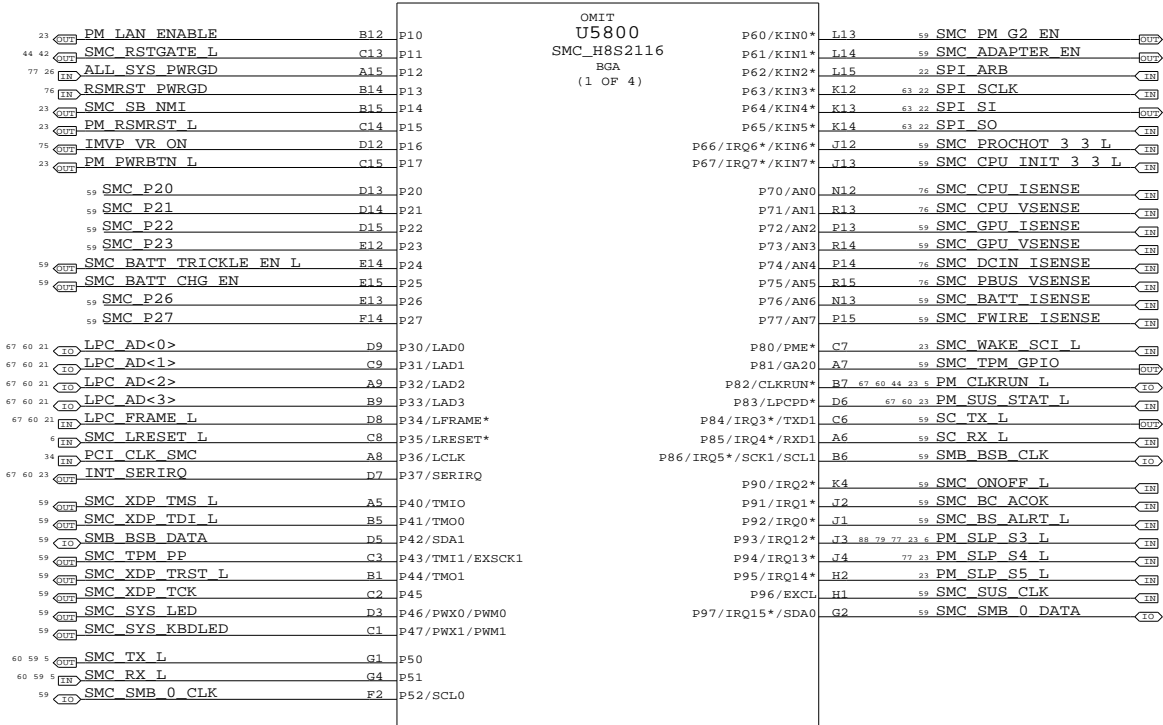 OMIT
U5800
SMC_H8S2116
BGA
(1 OF 4)
23 OUT PM_LAN_ENABLE B12 P10
44 42 OUT SMC_RSTGATE_L C13 P11
77 26 IN ALL_SYS_PWRGD A15 P12
76 IN RSMRST_PWRGD B14 P13
23 OUT SMC_SB_NMI B15 P14
23 OUT PM_RSMRST_L C14 P15
75 OUT IMVP_VR_ON D12 P16
23 OUT PM_PWRBTN_L C15 P17
59 SMC_P20 D13 P20
59 SMC_P21 D14 P21
59 SMC_P22 D15 P22
59 SMC_P23 E12 P23
59 OUT SMC_BATT_TRICKLE_EN_L E14 P24
59 OUT SMC_BATT_CHG_EN E15 P25
59 SMC_P26 E13 P26
59 SMC_P27 F14 P27
67 60 21 IO LPC_AD<0> D9 P30/LAD0
67 60 21 IO LPC_AD<1> C9 P31/LAD1
67 60 21 IO LPC_AD<2> A9 P32/LAD2
67 60 21 IO LPC_AD<3> B9 P33/LAD3
67 60 21 IN LPC_FRAME_L D8 P34/LFRAME*
6 IN SMC_LRESET_L C8 P35/LRESET*
34 IN PCI_CLK_SMC A8 P36/LCLK
67 60 23 OUT INT_SERIRQ D7 P37/SERIRQ
59 OUT SMC_XDP_TMS_L A5 P40/TMIO
59 OUT SMC_XDP_TDI_L B5 P41/TMO0
59 IO SMB_BSB_DATA D5 P42/SDA1
59 OUT SMC_TPM_PP C3 P43/TMI1/EXSCK1
59 OUT SMC_XDP_TRST_L B1 P44/TMO1
59 OUT SMC_XDP_TCK C2 P45
59 OUT SMC_SYS_LED D3 P46/PWX0/PWM0
59 OUT SMC_SYS_KBDLED C1 P47/PWX1/PWM1
60 59 5 OUT SMC_TX_L G1 P50
60 59 5 IN SMC_RX_L G4 P51
59 IO SMC_SMB_0_CLK F2 P52/SCL0
P60/KIN0* L13 59 SMC_PM_G2_EN OUT
P61/KIN1* L14 59 SMC_ADAPTER_EN OUT
P62/KIN2* L15 22 SPI_ARB IN
P63/KIN3* K12 63 22 SPI_SCLK IN
P64/KIN4* K13 63 22 SPI_SI OUT
P65/KIN5* K14 63 22 SPI_SO IN
P66/IRQ6*/KIN6* J12 59 SMC_PROCHOT_3_3_L IN
P67/IRQ7*/KIN7* J13 59 SMC_CPU_INIT_3_3_L IN
P70/AN0 N12 76 SMC_CPU_ISENSE IN
P71/AN1 R13 76 SMC_CPU_VSENSE IN
P72/AN2 P13 59 SMC_GPU_ISENSE IN
P73/AN3 R14 59 SMC_GPU_VSENSE IN
P74/AN4 P14 76 SMC_DCIN_ISENSE IN
P75/AN5 R15 76 SMC_PBUS_VSENSE IN
P76/AN6 N13 59 SMC_BATT_ISENSE IN
P77/AN7 P15 59 SMC_FWIRE_ISENSE IN
P80/PME* C7 23 SMC_WAKE_SCI_L IN
P81/GA20 A7 59 SMC_TPM_GPIO OUT
P82/CLKRUN* B7 67 60 44 23 5 PM_CLKRUN_L IO
P83/LPCPD* D6 67 60 23 PM_SUS_STAT_L IN
P84/IRQ3*/TXD1 C6 59 SC_TX_L OUT
P85/IRQ4*/RXD1 A6 59 SC_RX_L IN
P86/IRQ5*/SCK1/SCL1 B6 59 SMB_BSB_CLK IO
P90/IRQ2* K4 59 SMC_ONOFF_L IN
P91/IRQ1* J2 59 SMC_BC_ACOK IN
P92/IRQ0* J1 59 SMC_BS_ALRT_L IN
P93/IRQ12* J3 88 79 77 23 6 PM_SLP_S3_L IN
P94/IRQ13* J4 77 23 PM_SLP_S4_L IN
P95/IRQ14* H2 23 PM_SLP_S5_L IN
P96/EXCL H1 59 SMC_SUS_CLK IN
P97/IRQ15*/SDA0 G2 59 SMC_SMB_0_DATA IO